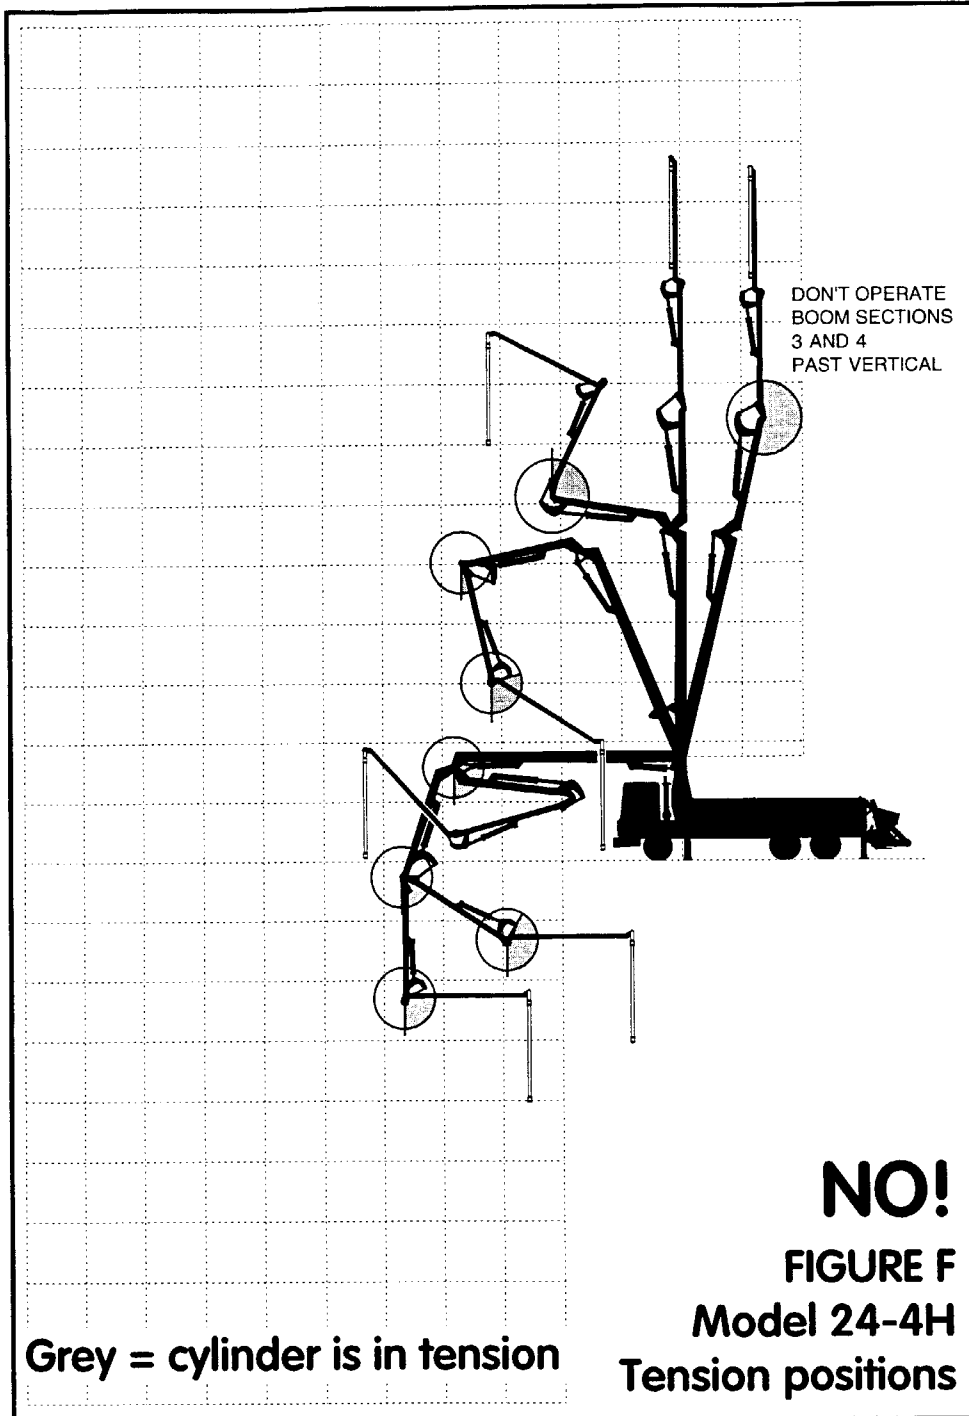 DON'T OPERATE
BOOM SECTIONS
3 AND 4
PAST VERTICAL
NO!
FIGURE F
Model 24-4H
Grey = cylinder is in tension
Tension positions